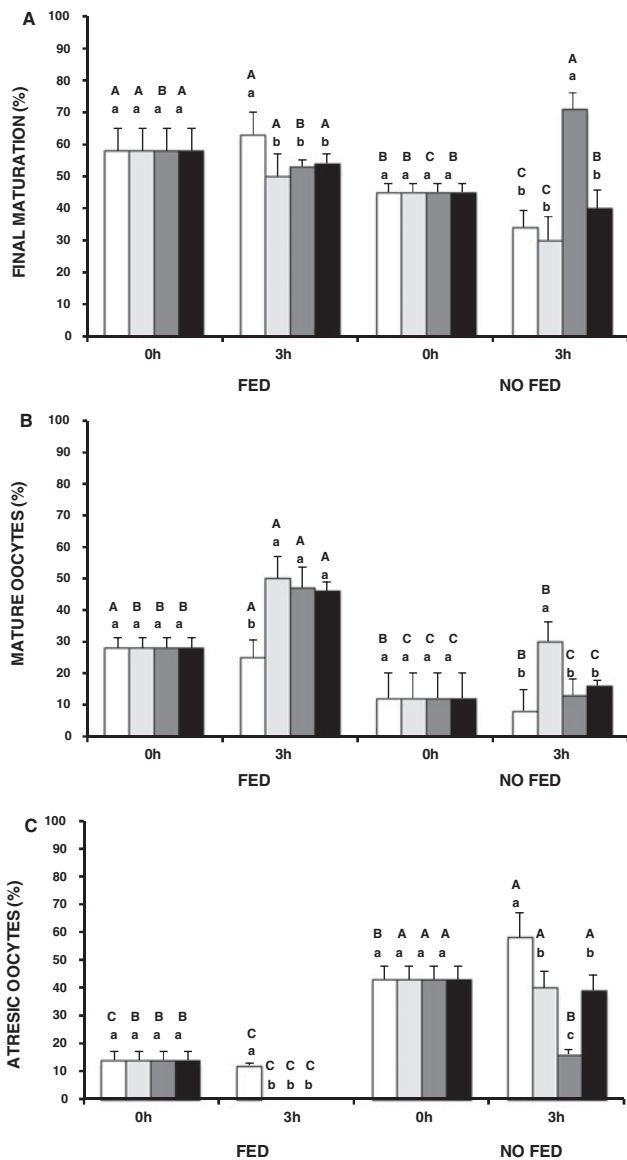 A
FINAL MATURATION (%)
100
90
80
70
60
50
40
30
20
10
0
A A B A
a a a a
A A B A
a b b b
B B C B
a a a a
C C A B
b b a b
0h 3h 0h 3h
FED NO FED
B
MATURE OOCYTES (%)
100
90
80
70
60
50
40
30
20
10
0
A B B B
a a a a
A A A A
b a a a
B C C C
a a a a
B B C C
b a b b
0h 3h 0h 3h
FED NO FED
C
ATRESIC OOCYTES (%)
100
90
80
70
60
50
40
30
20
10
0
C B B B
a a a a
C C C C
a b b b
B A A A
a a a a
A A B A
a b c b
0h 3h 0h 3h
FED NO FED